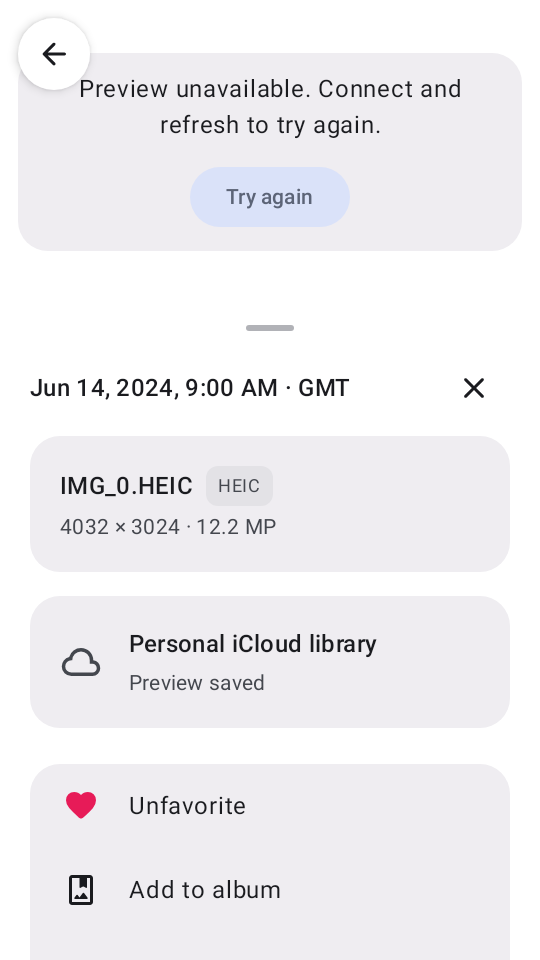 Preview unavailable. Connect and
refresh to try again.
Try again
Jun 14, 2024, 9:00 AM · GMT
IMG_0.HEIC HEIC
4032 × 3024 · 12.2 MP
Personal iCloud library
Preview saved
Unfavorite
Add to album